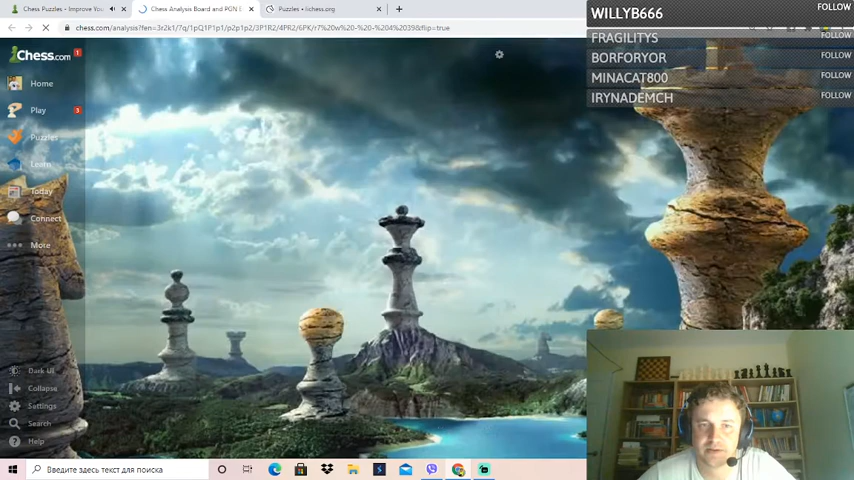 Chess Puzzles - Improve Your
Chess Analysis Board and PGN E
Puzzles • lichess.org
chess.com/analysis?fen=3r2k1/7q/1pQ1P1p1/p2p1p2/3P1R2/4PR2/6PK/r7%20w%20-%20-%204%2039&flip=true
WILLYB666 FOLLOW
FRAGILITYS FOLLOW
BORFORYOR FOLLOW
MINACAT800 FOLLOW
IRYNADEMCH FOLLOW
Chess.com 1
Home
Play 3
Puzzles
Learn
Today
Connect
More
Dark UI
Collapse
Settings
Search
Help
Введите здесь текст для поиска